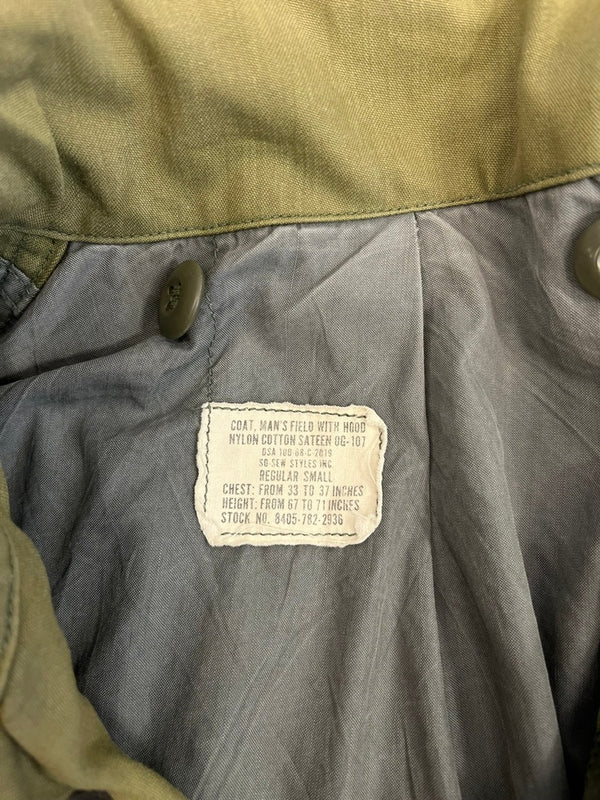 COAT, MAN'S FIELD WITH HOOD
NYLON COTTON SATEEN OG-107
DSA 100-68-C-2019
SO-SEW STYLES INC.
REGULAR SMALL
CHEST: FROM 33 TO 37 INCHES
HEIGHT: FROM 67 TO 71 INCHES
STOCK NO. 8405-782-2936